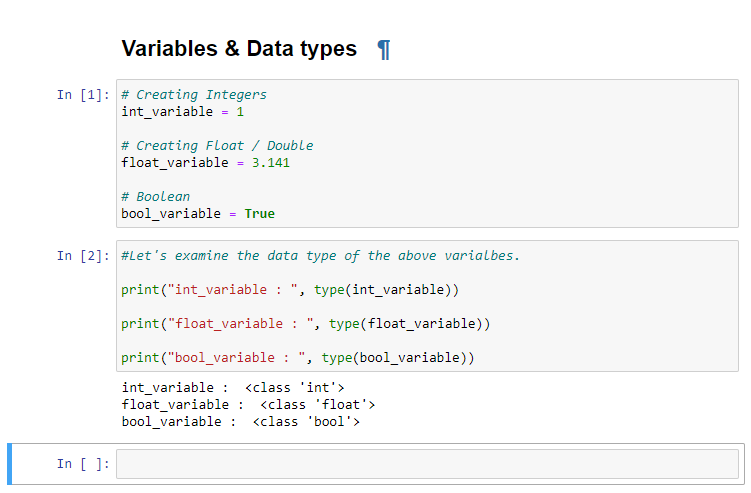 Variables & Data types ¶
In [1]:
# Creating Integers
int_variable = 1
# Creating Float / Double
float_variable = 3.141
# Boolean
bool_variable = True
In [2]:
#Let's examine the data type of the above varialbes.
print("int_variable : ", type(int_variable))
print("float_variable : ", type(float_variable))
print("bool_variable : ", type(bool_variable))
int_variable :  <class 'int'>
float_variable :  <class 'float'>
bool_variable :  <class 'bool'>
In [ ]: